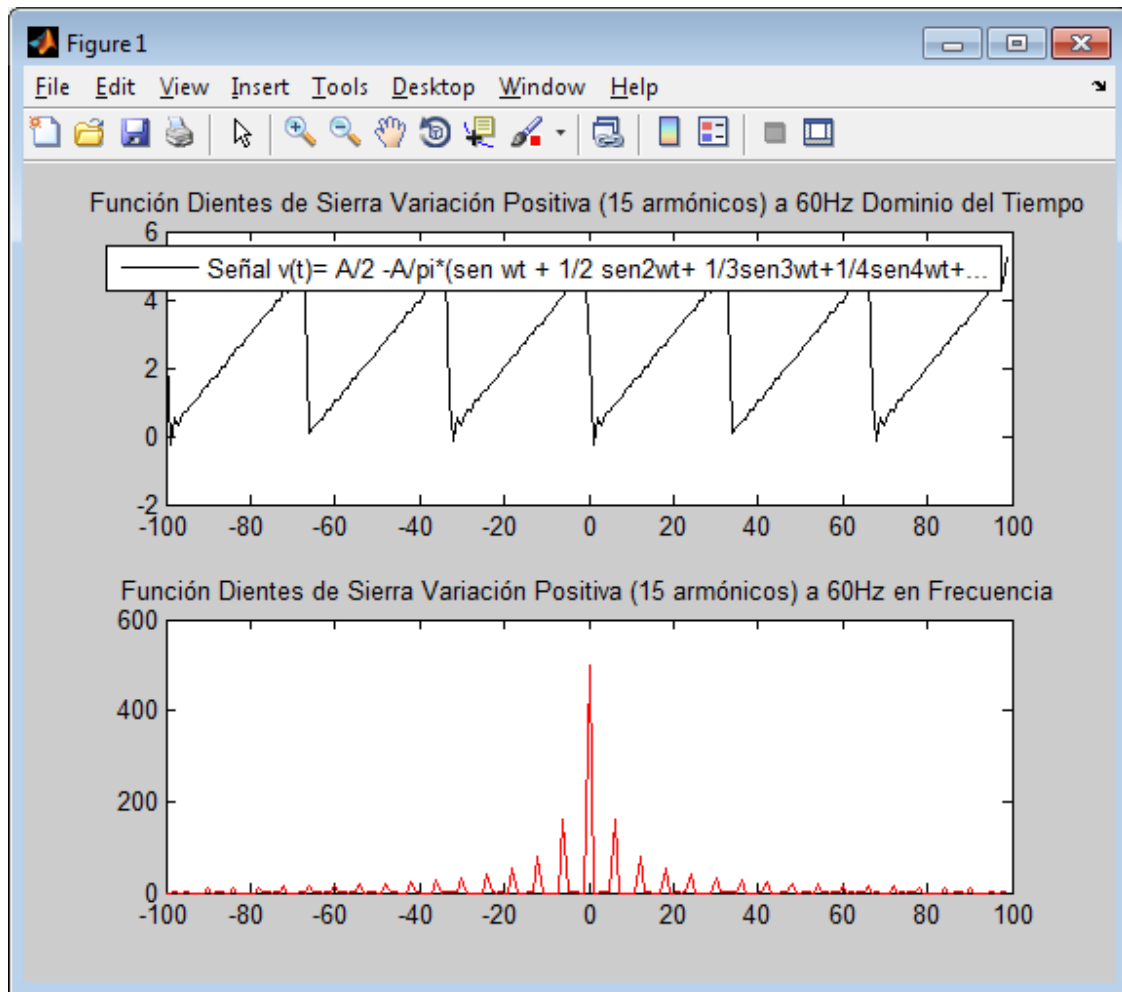 Figure 1
File Edit View Insert Tools Desktop Window Help
Función Dientes de Sierra Variación Positiva (15 armónicos) a 60Hz Dominio del Tiempo
6
Señal v(t)= A/2 -A/pi*(sen wt + 1/2 sen2wt+ 1/3sen3wt+1/4sen4wt+...
4
2
0
-2
-100 -80 -60 -40 -20 0 20 40 60 80 100
Función Dientes de Sierra Variación Positiva (15 armónicos) a 60Hz en Frecuencia
600
400
200
0
-100 -80 -60 -40 -20 0 20 40 60 80 100